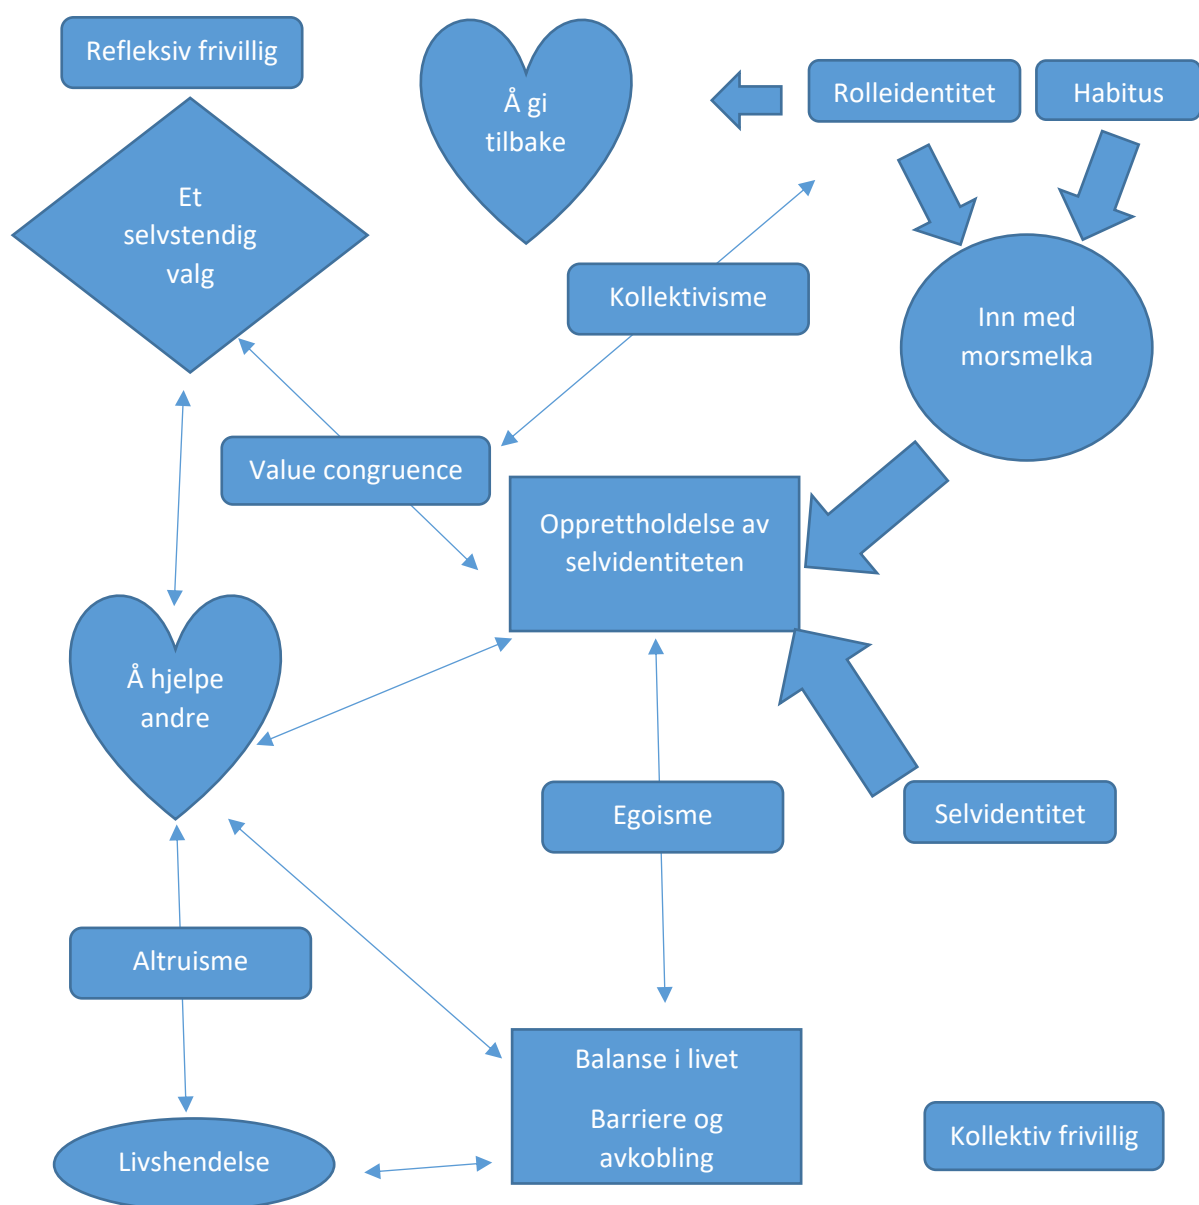 Refleksiv frivillig
Å gi
tilbake
Rolleidentitet
Habitus
Et
selvstendig
valg
Kollektivisme
Inn med
morsmelka
Value congruence
Opprettholdelse av
selvidentiteten
Å hjelpe
andre
Egoisme
Selvidentitet
Altruisme
Balanse i livet
Barriere og
avkobling
Kollektiv frivillig
Livshendelse